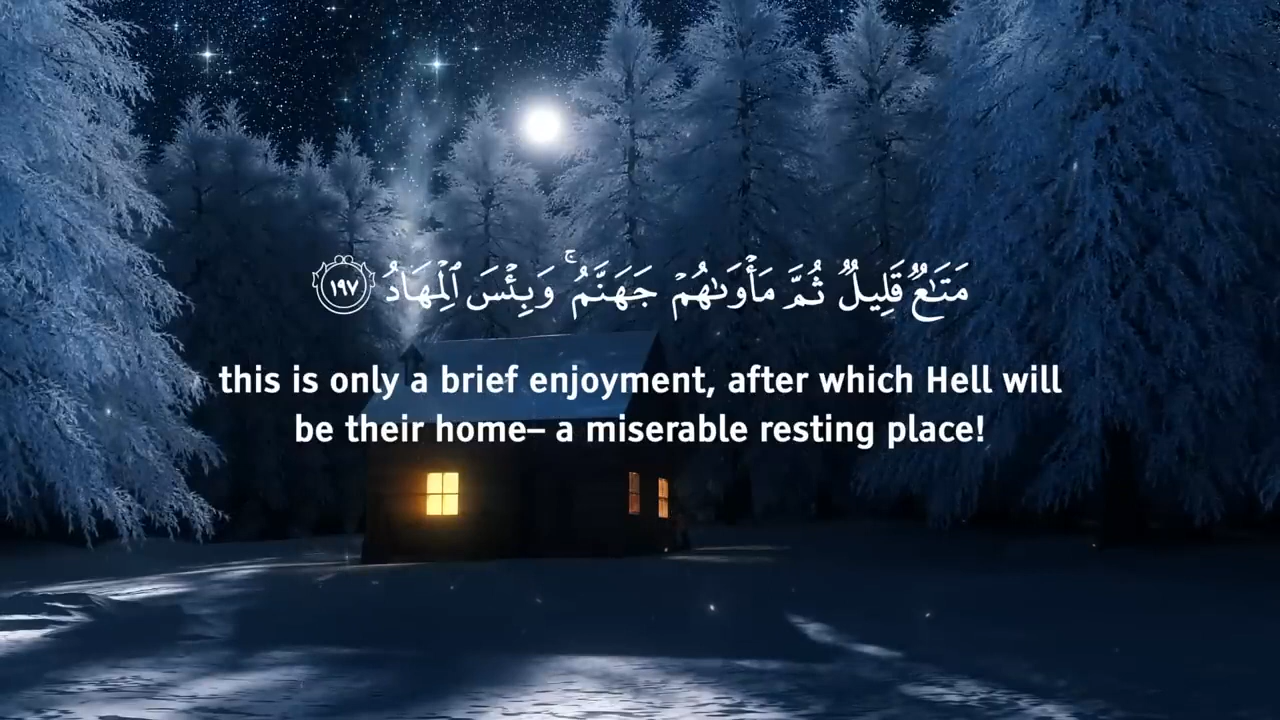 مَتَـٰعٌۭ قَلِيلٌۭ ثُمَّ مَأْوَىٰهُمْ جَهَنَّمُ ۚ وَبِئْسَ ٱلْمِهَادُ ١٩٧
this is only a brief enjoyment, after which Hell will
be their home– a miserable resting place!